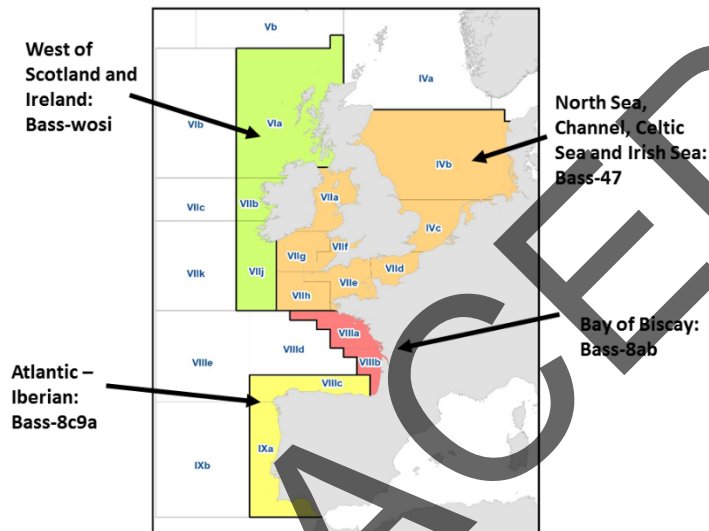 West of
Scotland and
Ireland:
Bass-wosi
Vb
IVa
VIb
VIa
North Sea,
Channel, Celtic
Sea and Irish Sea:
Bass-47
IVb
VIIc
VIIb
VIIa
IVc
VIIk
VIIj
VIIg
VIIf
VIId
VIIe
VIIh
Bay of Biscay:
Bass-8ab
VIIIa
VIIIe
VIIId
VIIIb
Atlantic –
Iberian:
Bass-8c9a
VIIIc
IXb
IXa
ACED